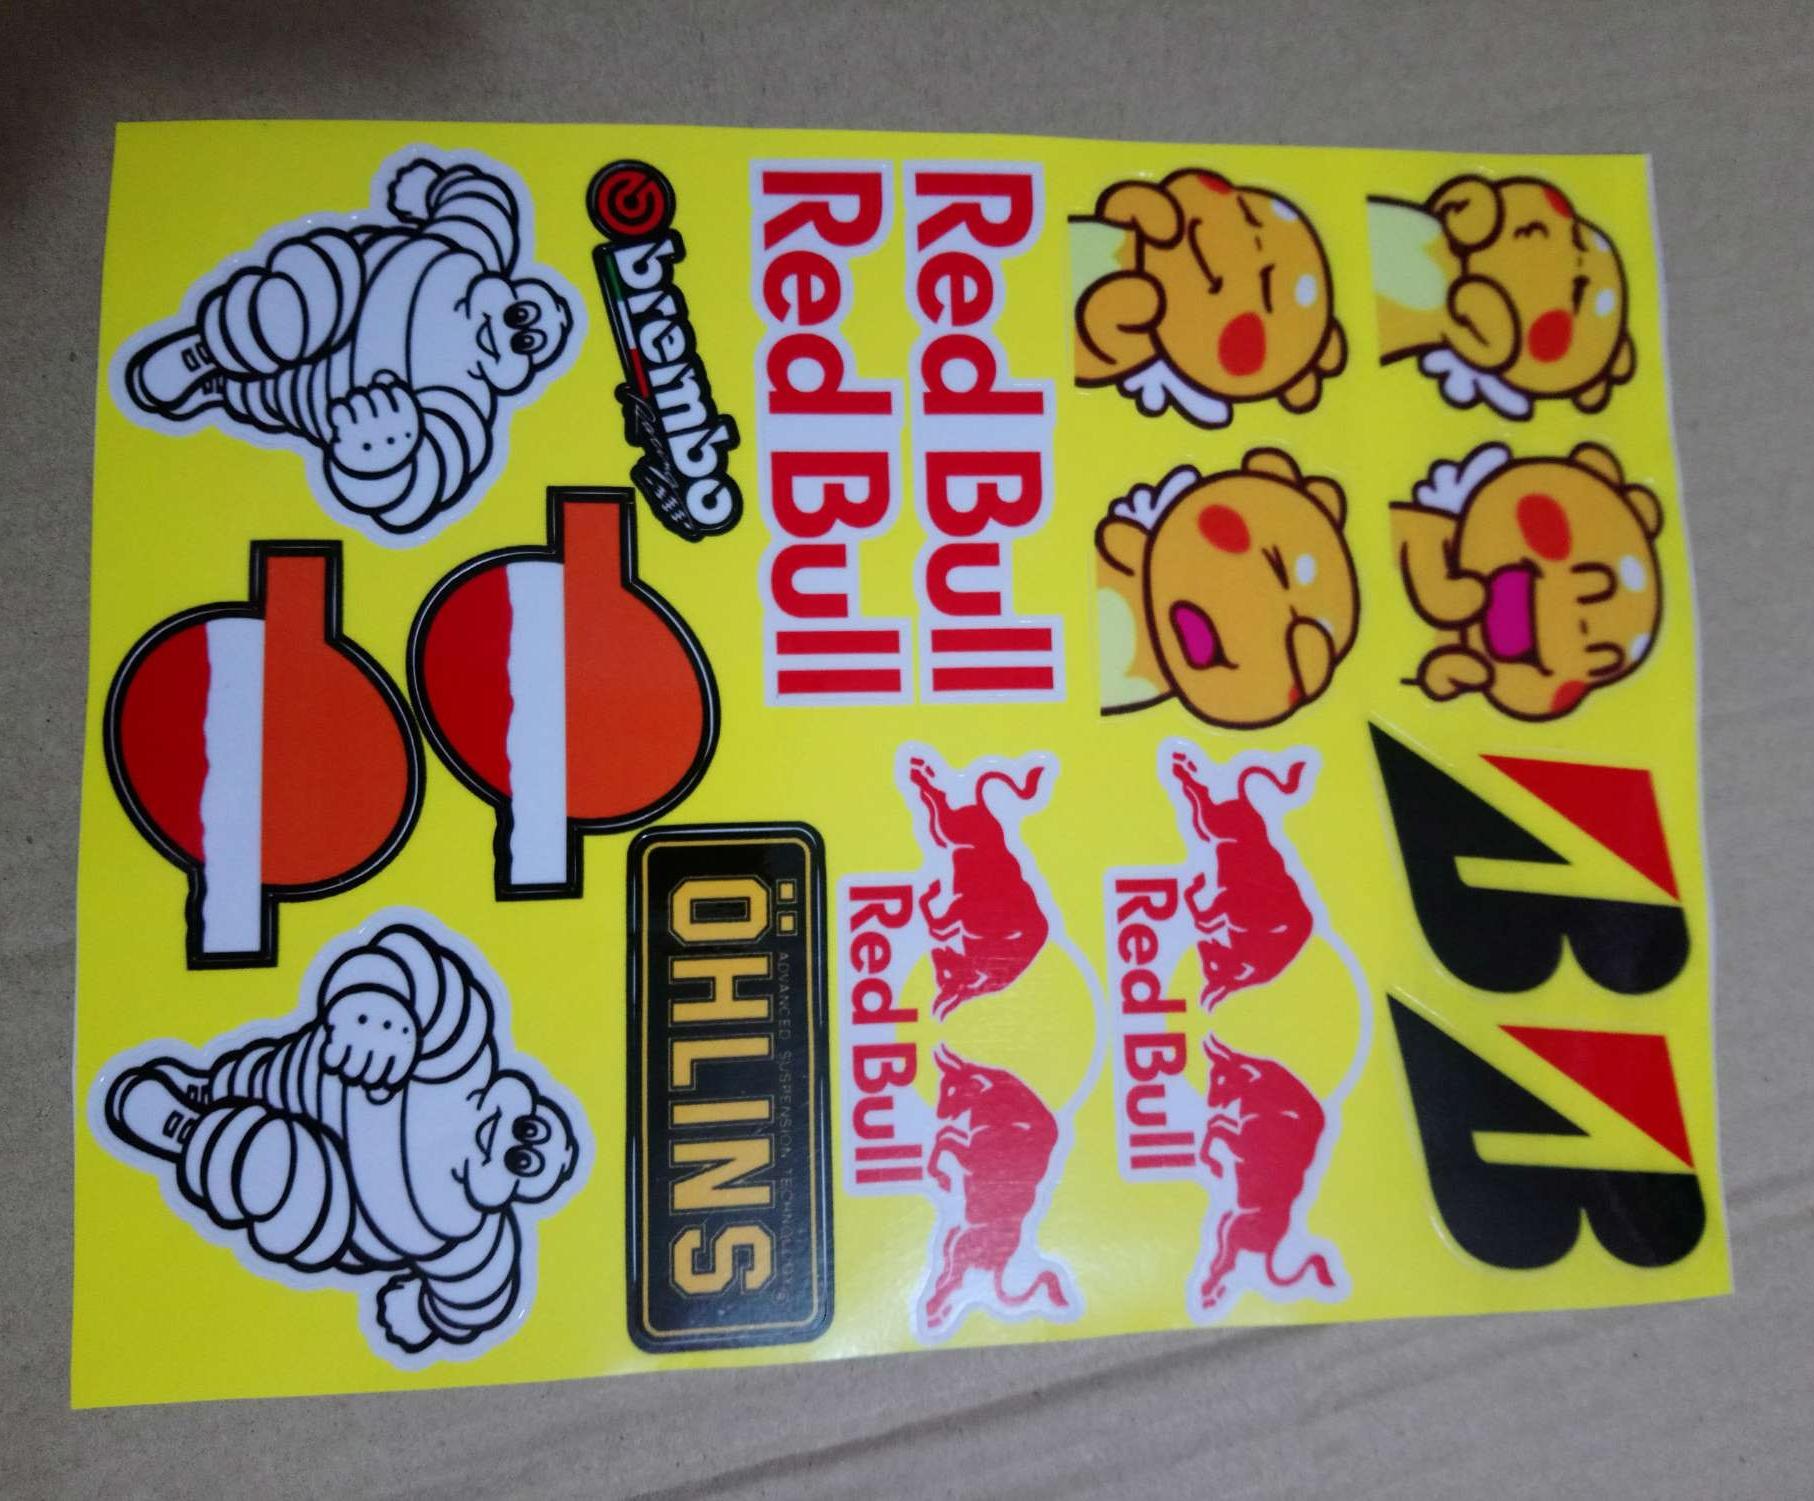 Red Bull
Red Bull
brembo
Racing
ADVANCED SUSPENSION TECHNOLOGY
ÖHLINS
Red Bull
Red Bull
B
B